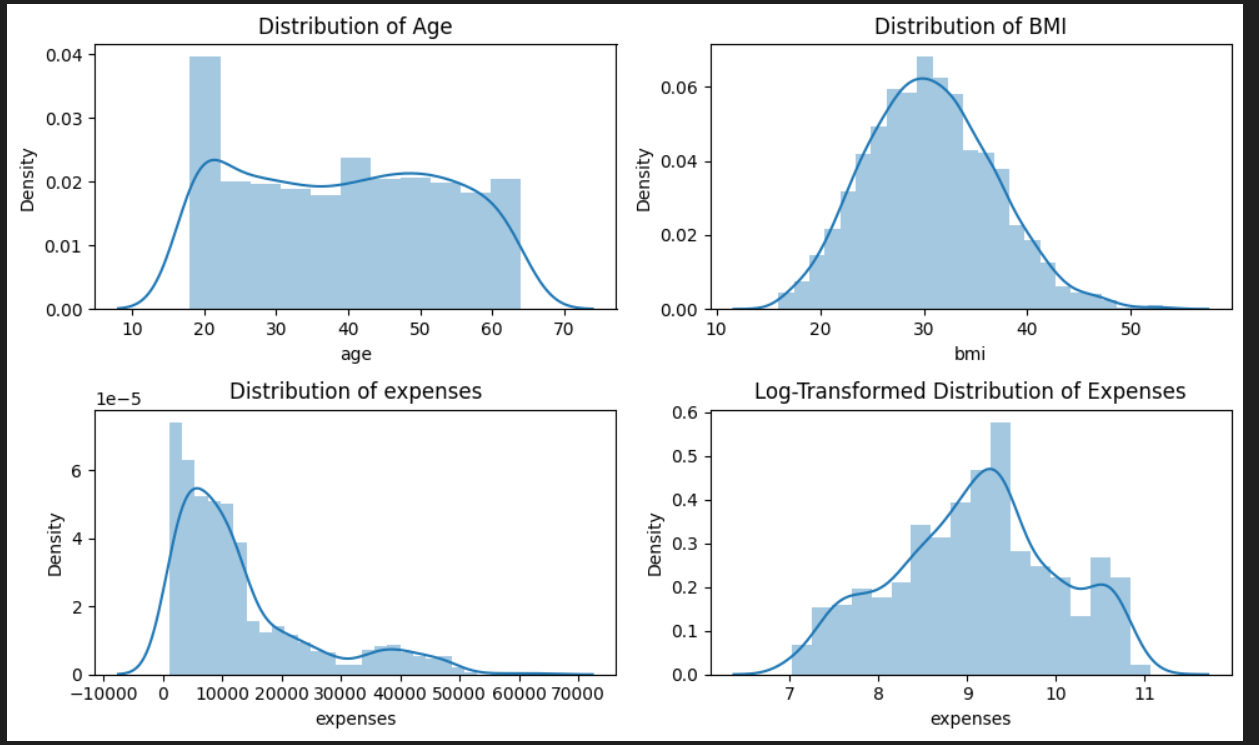 Distribution of Age
0.04
0.03
0.02
0.01
0.00
Density
10 20 30 40 50 60 70
age
Distribution of BMI
0.06
0.04
0.02
0.00
Density
10 20 30 40 50
bmi
Distribution of expenses
1e−5
6
4
2
0
Density
−10000 0 10000 20000 30000 40000 50000 60000 70000
expenses
Log-Transformed Distribution of Expenses
0.6
0.5
0.4
0.3
0.2
0.1
0.0
Density
7 8 9 10 11
expenses